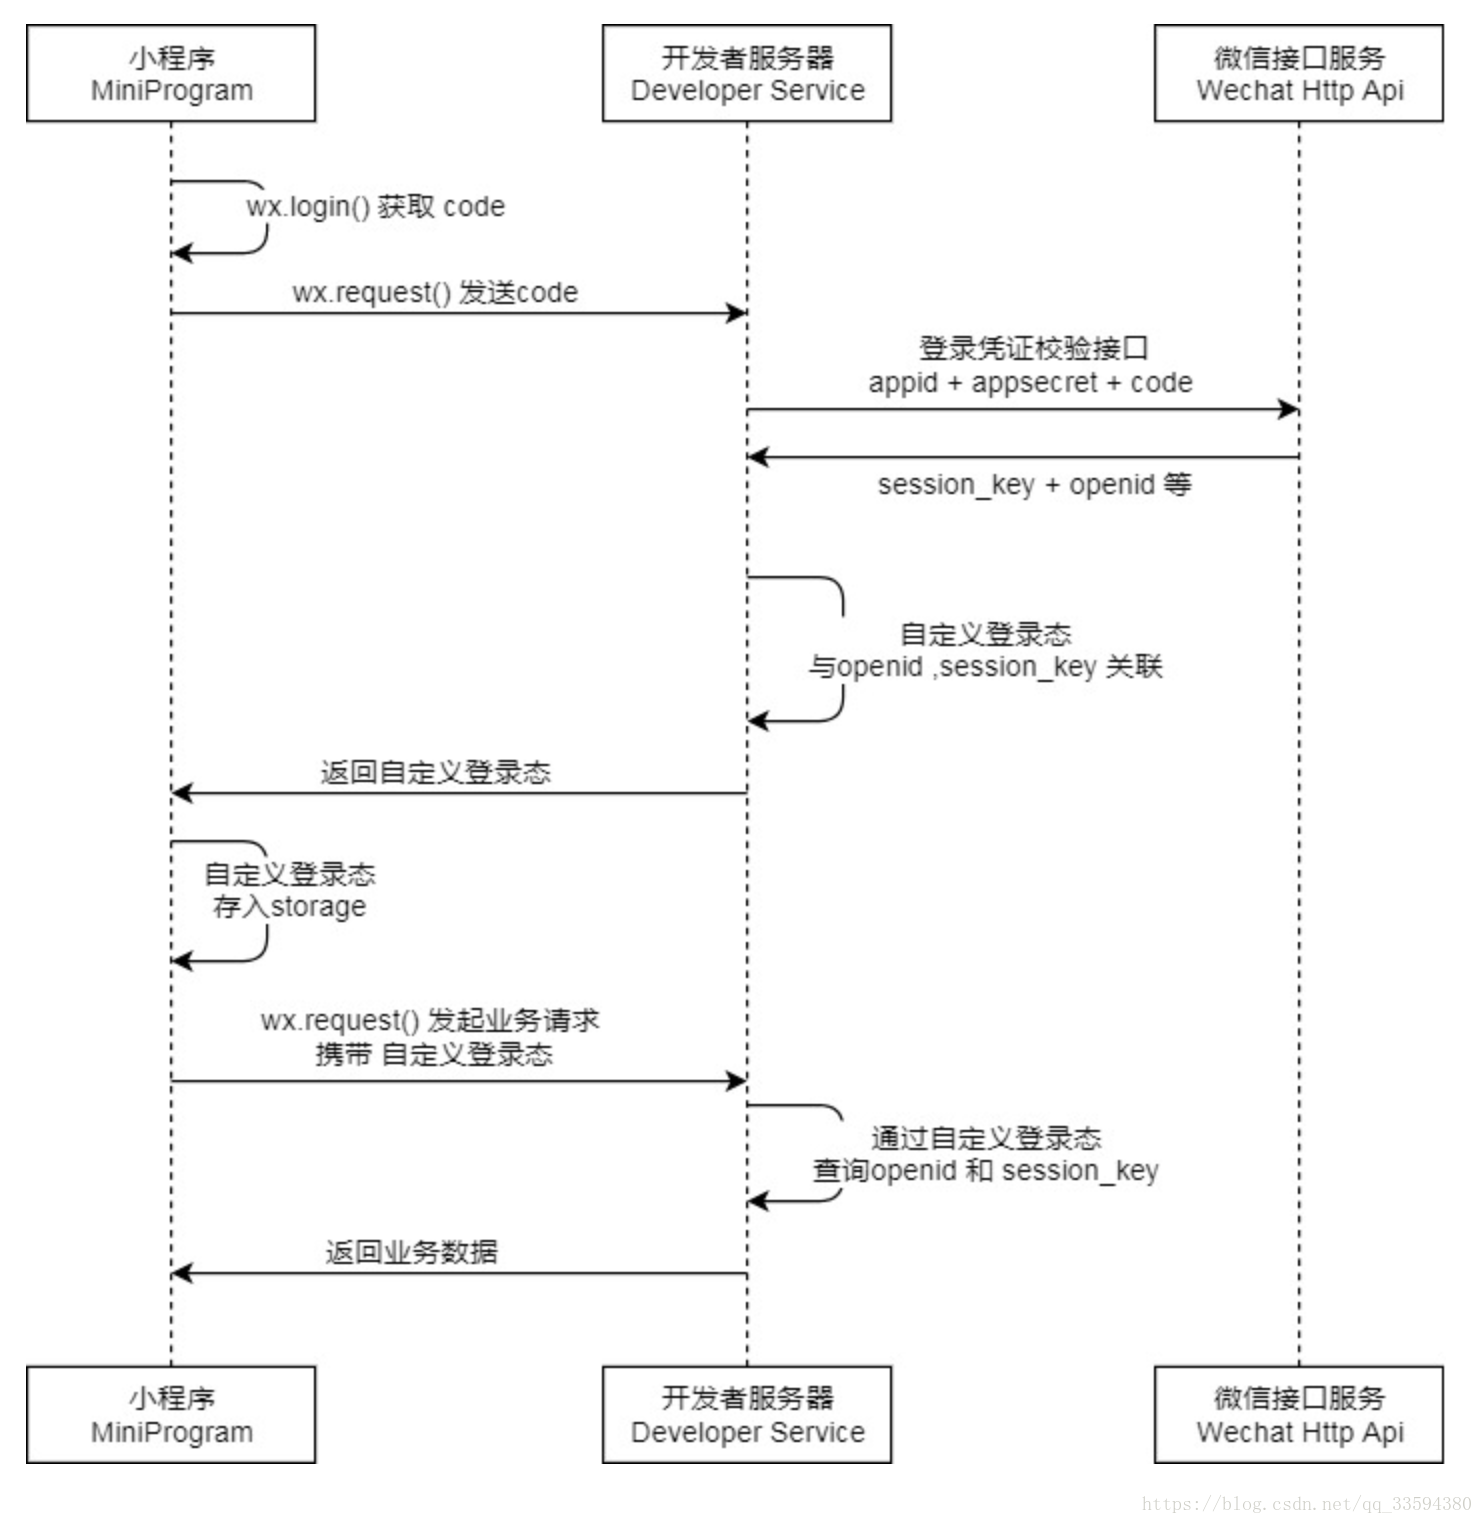 小程序
MiniProgram
开发者服务器
Developer Service
微信接口服务
Wechat Http Api
wx.login() 获取 code
wx.request() 发送code
登录凭证校验接口
appid + appsecret + code
session_key + openid 等
自定义登录态
与openid ,session_key 关联
返回自定义登录态
自定义登录态
存入storage
wx.request() 发起业务请求
携带 自定义登录态
通过自定义登录态
查询openid 和 session_key
返回业务数据
小程序
MiniProgram
开发者服务器
Developer Service
微信接口服务
Wechat Http Api
https://blog.csdn.net/qq_33594380